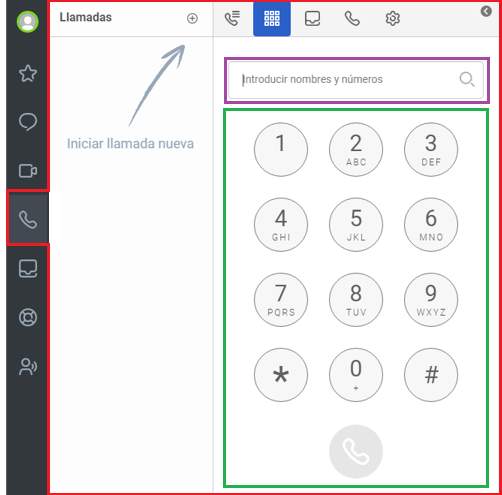 Llamadas
Introducir nombres y números
Iniciar llamada nueva
1
2
ABC
3
DEF
4
GHI
5
JKL
6
MNO
7
PQRS
8
TUV
9
WXYZ
*
0
+
#